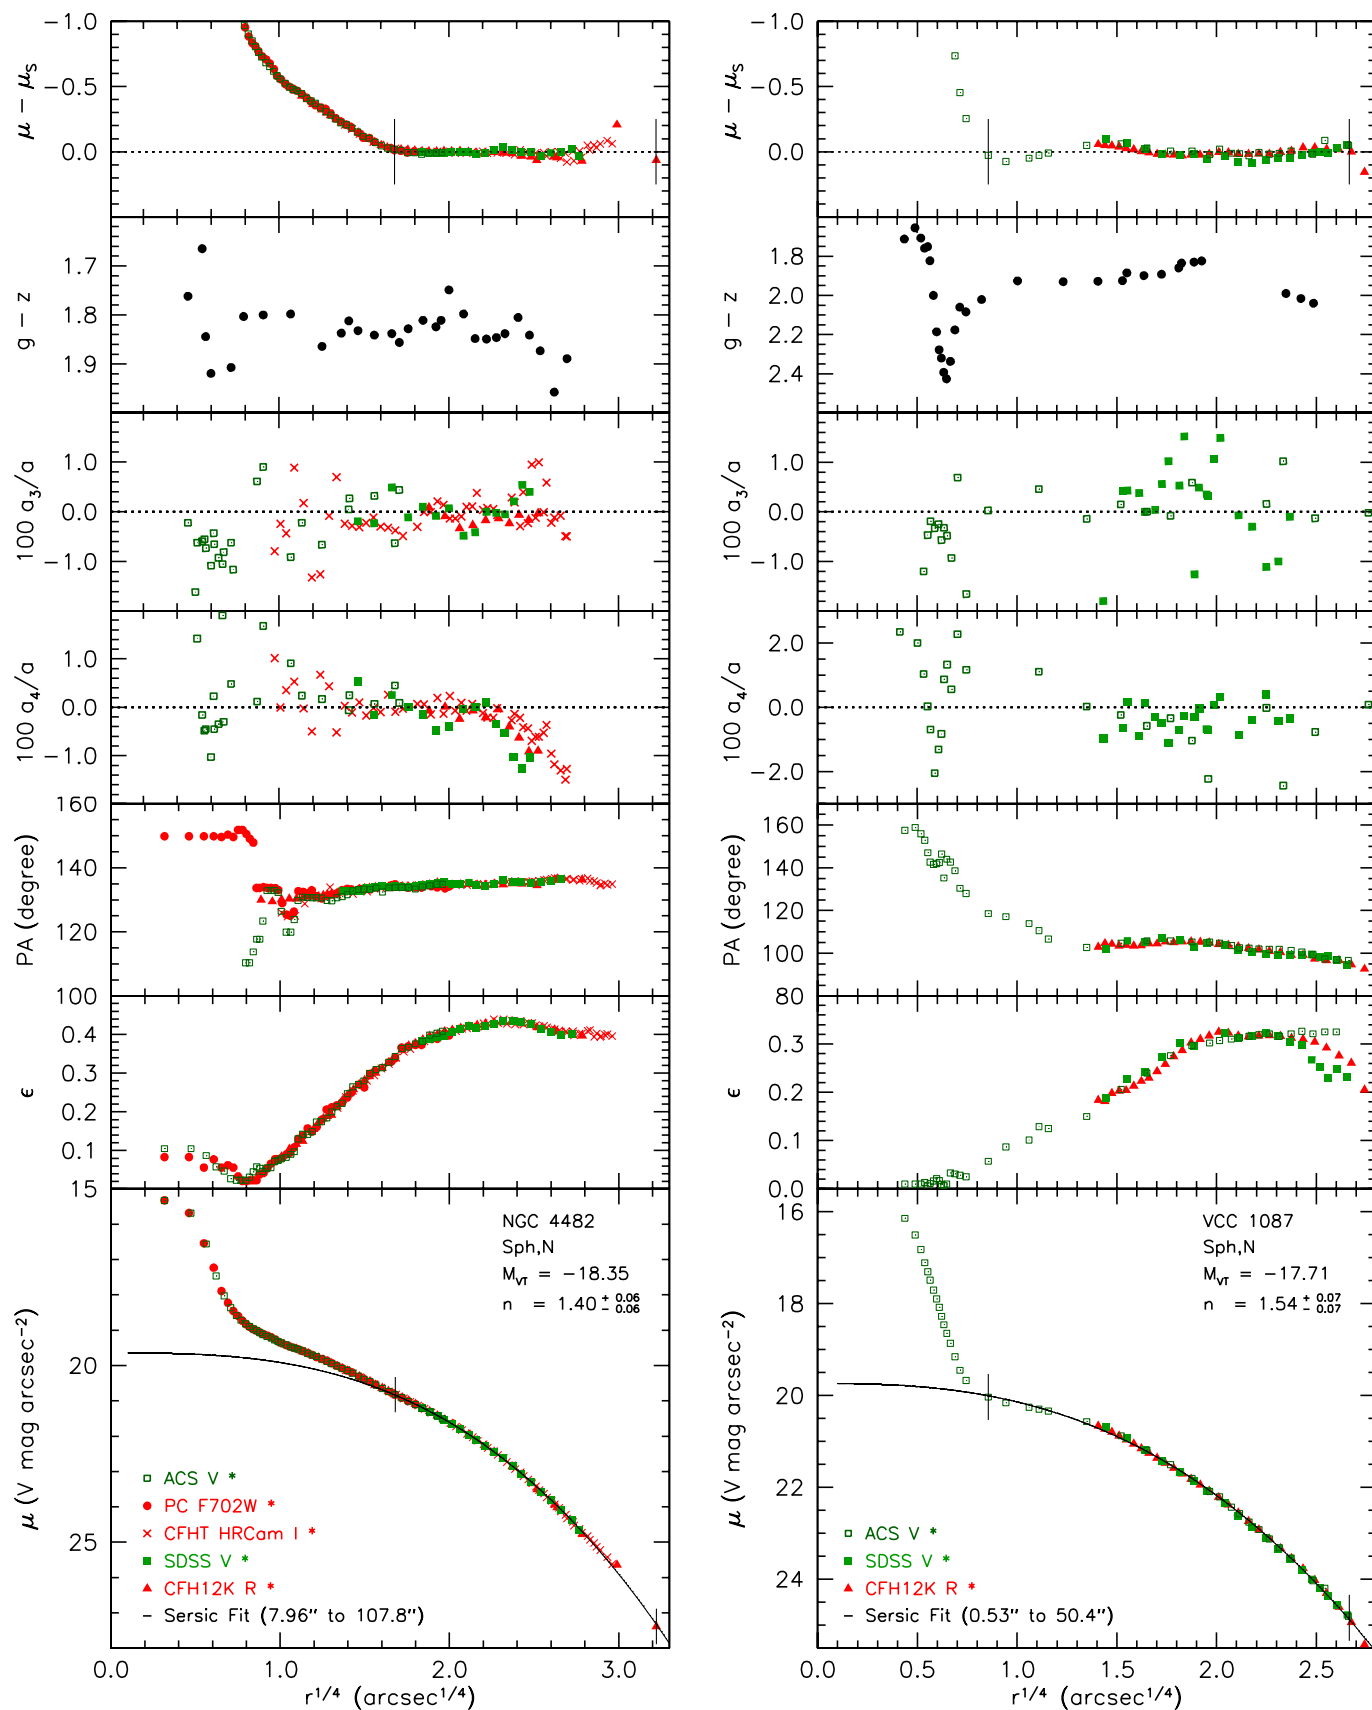 −1.0
−0.5
0.0
μ − μS
1.7
1.8
1.9
g − z
1.0
0.0
−1.0
100 a3/a
1.0
0.0
−1.0
100 a4/a
160
140
120
100
PA (degree)
0.4
0.3
0.2
0.1
ε
15
20
25
μ (V mag arcsec−2)
NGC 4482
Sph,N
MVT = −18.35
n = 1.40 + 0.06 − 0.06
ACS V *
PC F702W *
CFHT HRCam I *
SDSS V *
CFH12K R *
− Sersic Fit (7.96″ to 107.8″)
0.0 1.0 2.0 3.0
r1/4 (arcsec1/4)
−1.0
−0.5
0.0
μ − μS
1.8
2.0
2.2
2.4
g − z
1.0
0.0
−1.0
100 a3/a
2.0
0.0
−2.0
100 a4/a
160
140
120
100
80
PA (degree)
0.3
0.2
0.1
0.0
ε
16
18
20
22
24
μ (V mag arcsec−2)
VCC 1087
Sph,N
MVT = −17.71
n = 1.54 + 0.07 − 0.07
ACS V *
SDSS V *
CFH12K R *
− Sersic Fit (0.53″ to 50.4″)
0.0 0.5 1.0 1.5 2.0 2.5
r1/4 (arcsec1/4)